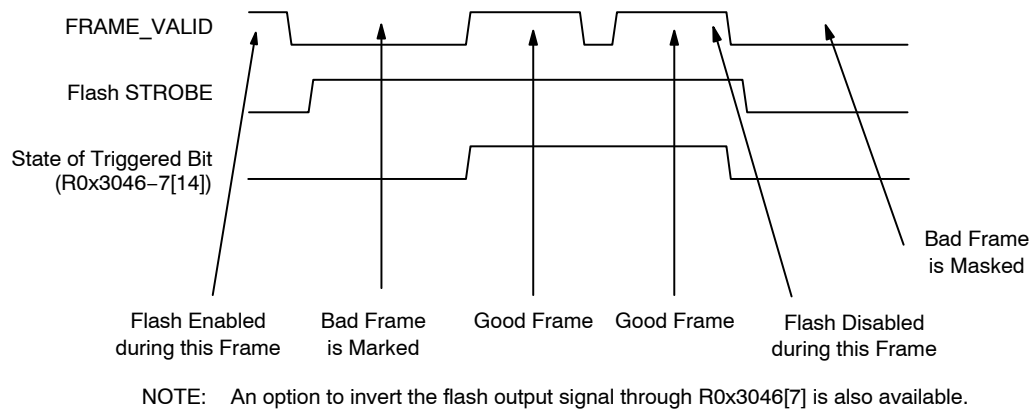 FRAME_VALID
Flash STROBE
State of Triggered Bit
(R0x3046−7[14])
Bad Frame
is Masked
Flash Enabled
during this Frame
Bad Frame
is Marked
Good Frame
Good Frame
Flash Disabled
during this Frame
NOTE: An option to invert the flash output signal through R0x3046[7] is also available.